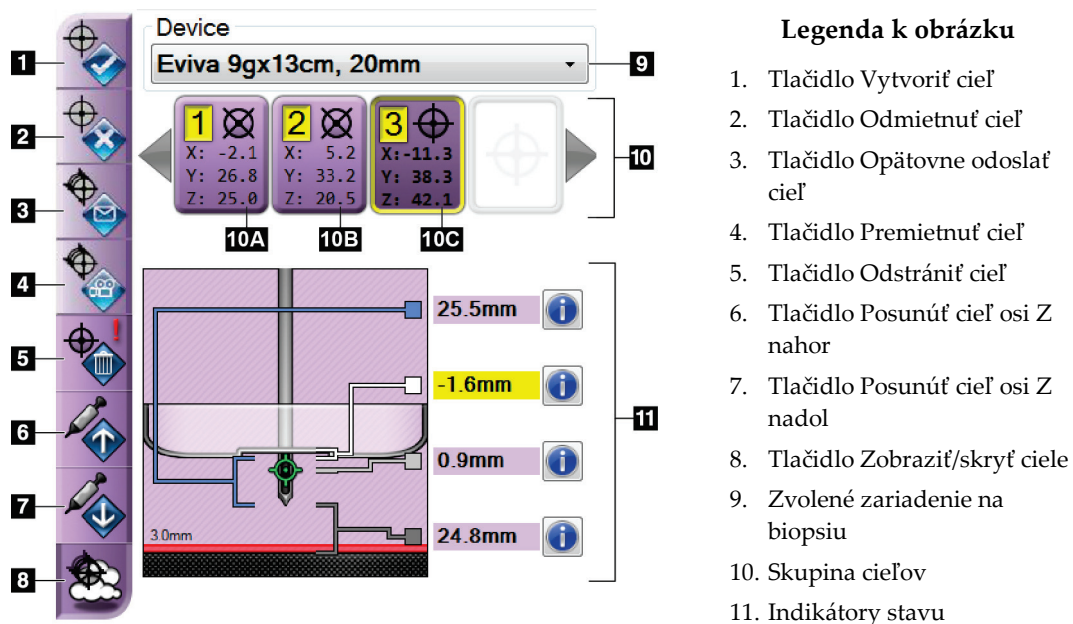 Device
Eviva 9gx13cm, 20mm
1
2
3
4
5
6
7
8
9
10
11
1
X: -2.1
Y: 26.8
Z: 25.0
2
X: 5.2
Y: 33.2
Z: 20.5
3
X:-11.3
Y: 38.3
Z: 42.1
10A
10B
10C
25.5mm
-1.6mm
0.9mm
24.8mm
3.0mm
!
Legenda k obrázku
1. Tlačidlo Vytvoriť cieľ
2. Tlačidlo Odmietnuť cieľ
3. Tlačidlo Opätovne odoslať
cieľ
4. Tlačidlo Premietnuť cieľ
5. Tlačidlo Odstrániť cieľ
6. Tlačidlo Posunúť cieľ osi Z
nahor
7. Tlačidlo Posunúť cieľ osi Z
nadol
8. Tlačidlo Zobraziť/skryť ciele
9. Zvolené zariadenie na
biopsiu
10. Skupina cieľov
11. Indikátory stavu